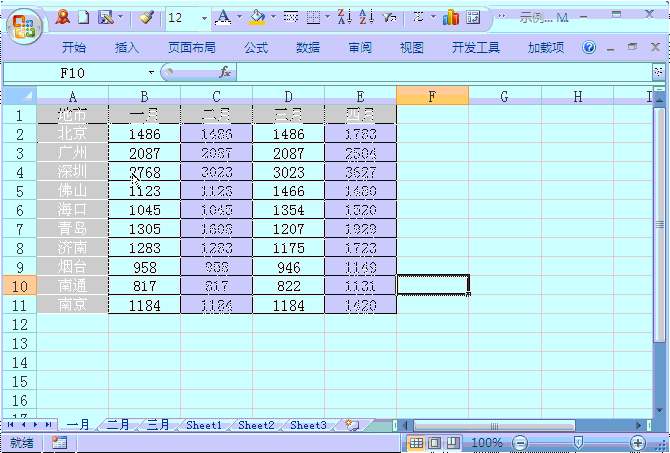 12 A 示例... M
开始 插入 页面布局 公式 数据 审阅 视图 开发工具 加载项
F10 fx
A B C D E F G H I
1 地市 一月 二月 三月 四月
2 北京 1486 1486 1486 1783
3 广州 2087 2087 2087 2504
4 深圳 2768 3023 3023 3627
5 佛山 1123 1123 1466 1480
6 海口 1045 1045 1354 1520
7 青岛 1305 1608 1207 1929
8 济南 1283 1283 1175 1723
9 烟台 958 958 946 1149
10 南通 817 817 822 1131
11 南京 1184 1184 1184 1420
12
13
14
15
16
17
一月 二月 三月 Sheet1 Sheet2 Sheet3
就绪 100%